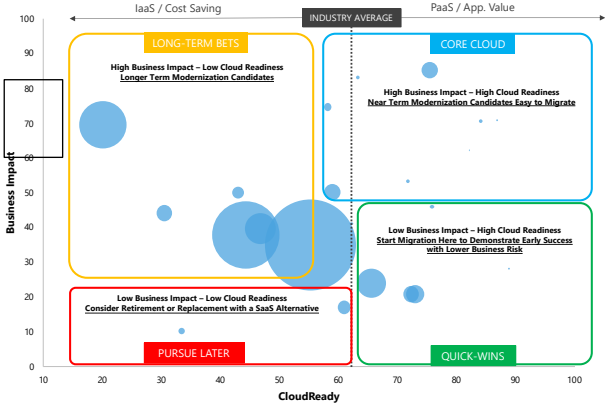 IaaS / Cost Saving
PaaS / App. Value
INDUSTRY AVERAGE
100
90
80
70
60
50
40
30
20
10
0
Business Impact
LONG-TERM BETS
High Business Impact – Low Cloud Readiness
Longer Term Modernization Candidates
CORE CLOUD
High Business Impact – High Cloud Readiness
Near Term Modernization Candidates Easy to Migrate
Low Business Impact – High Cloud Readiness
Start Migration Here to Demonstrate Early Success
with Lower Business Risk
Low Business Impact – Low Cloud Readiness
Consider Retirement or Replacement with a SaaS Alternative
PURSUE LATER
QUICK-WINS
10
20
30
40
50
60
70
80
90
100
CloudReady